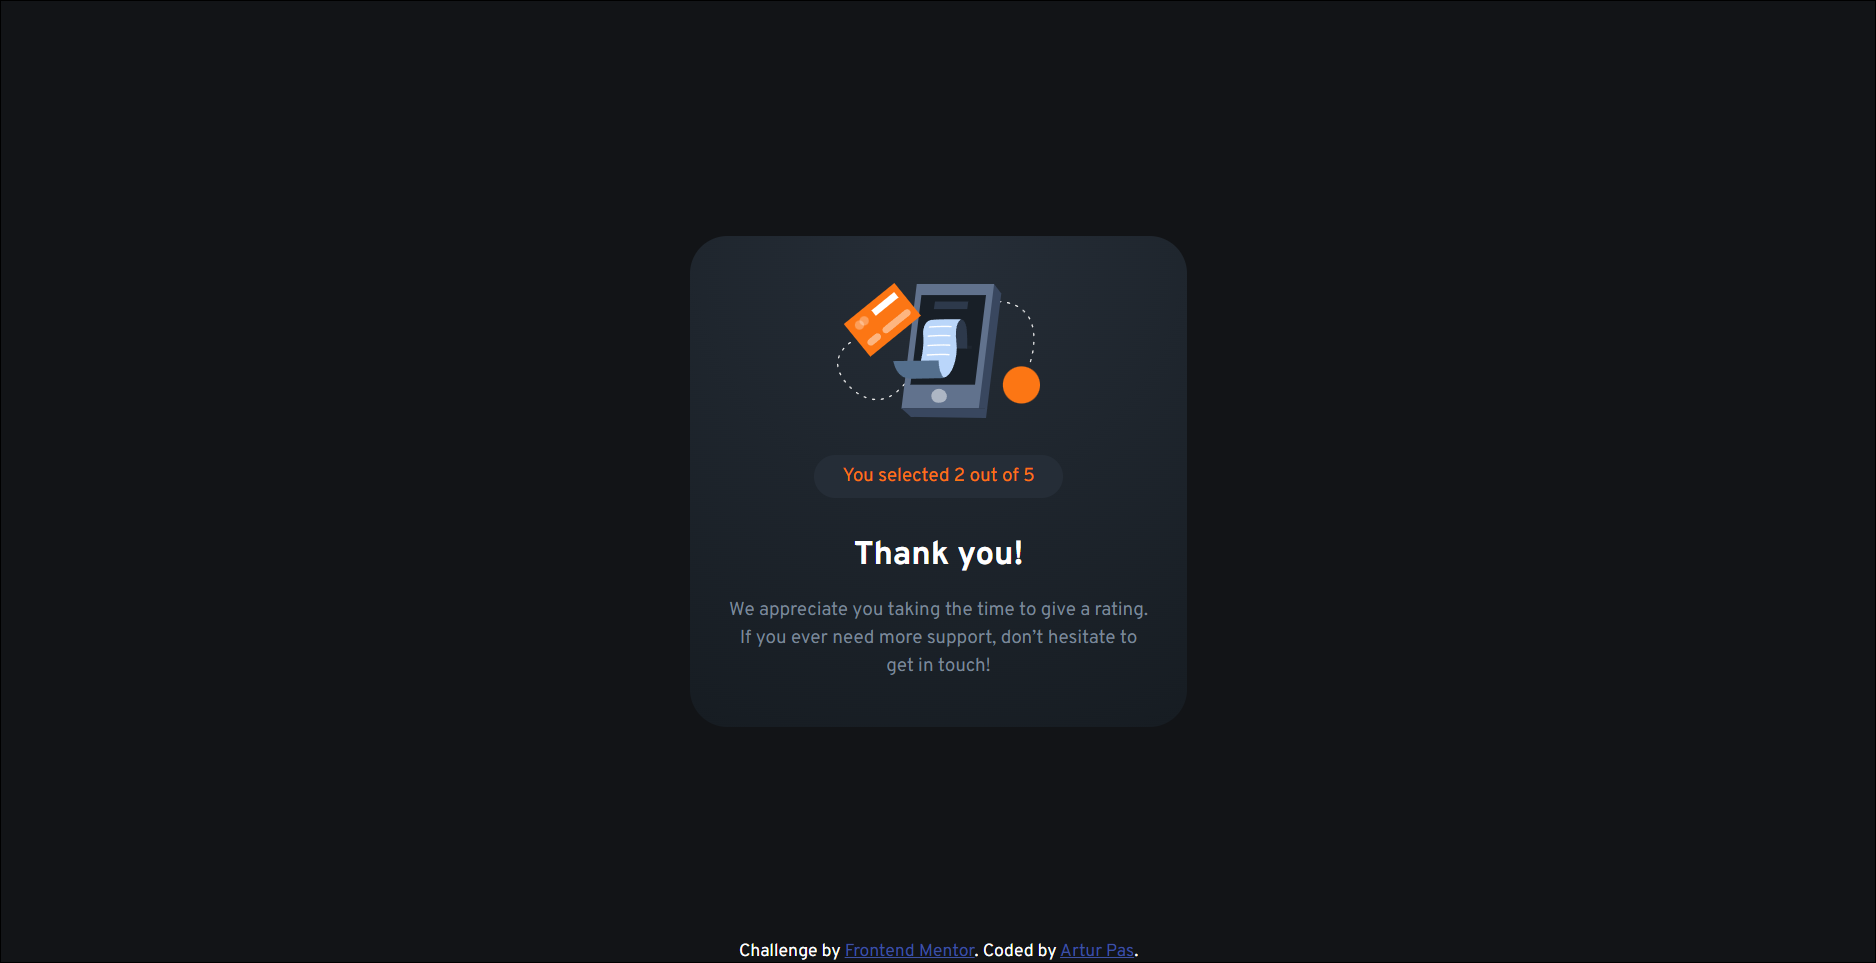 You selected 2 out of 5
Thank you!
We appreciate you taking the time to give a rating.
If you ever need more support, don’t hesitate to
get in touch!
Challenge by Frontend Mentor. Coded by Artur Pas.